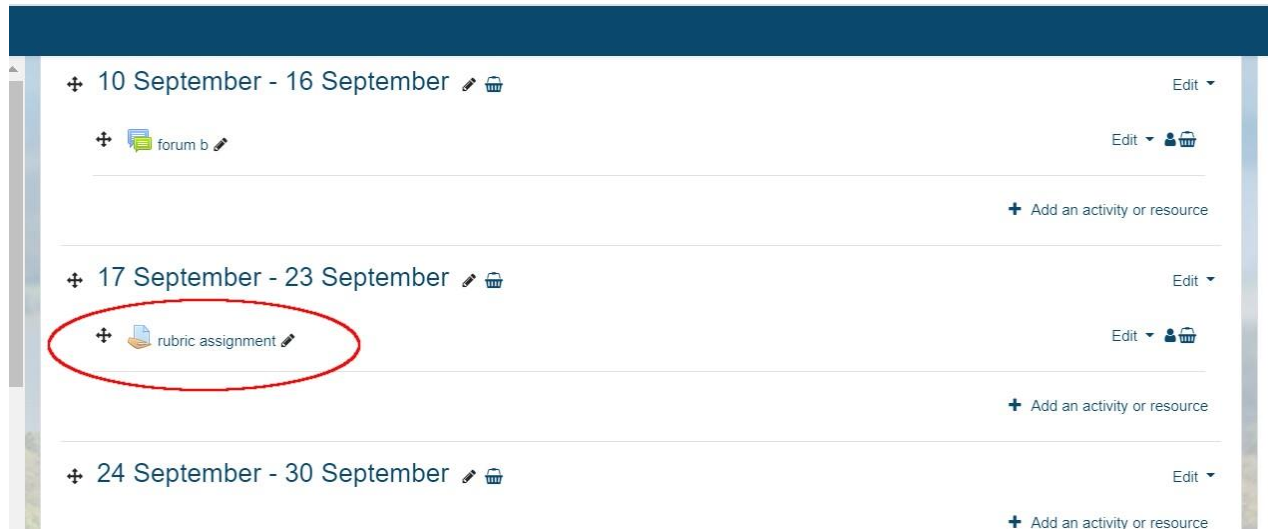 10 September - 16 September Edit
forum b Edit
Add an activity or resource
17 September - 23 September Edit
rubric assignment Edit
Add an activity or resource
24 September - 30 September Edit
Add an activity or resource